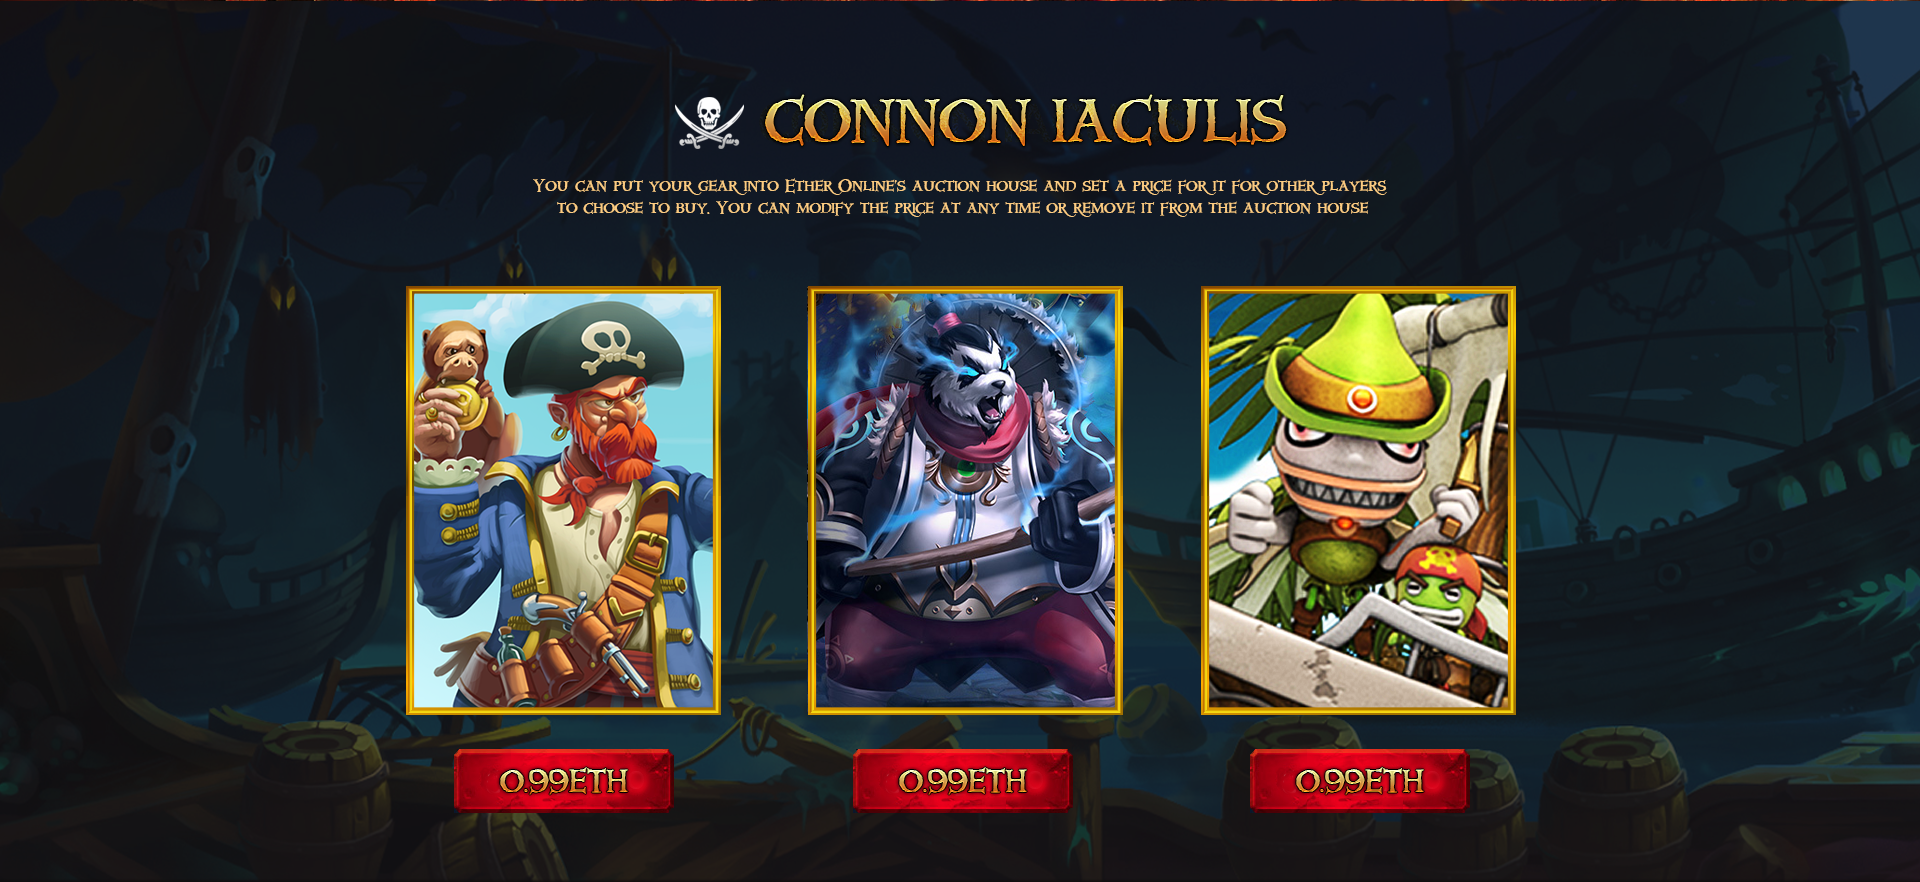 CONNON IACULIS
You can put your gear into Ether Online's auction house and set a price for it for other players
to choose to buy. You can modify the price at any time or remove it from the auction house
0.99ETH
0.99ETH
0.99ETH